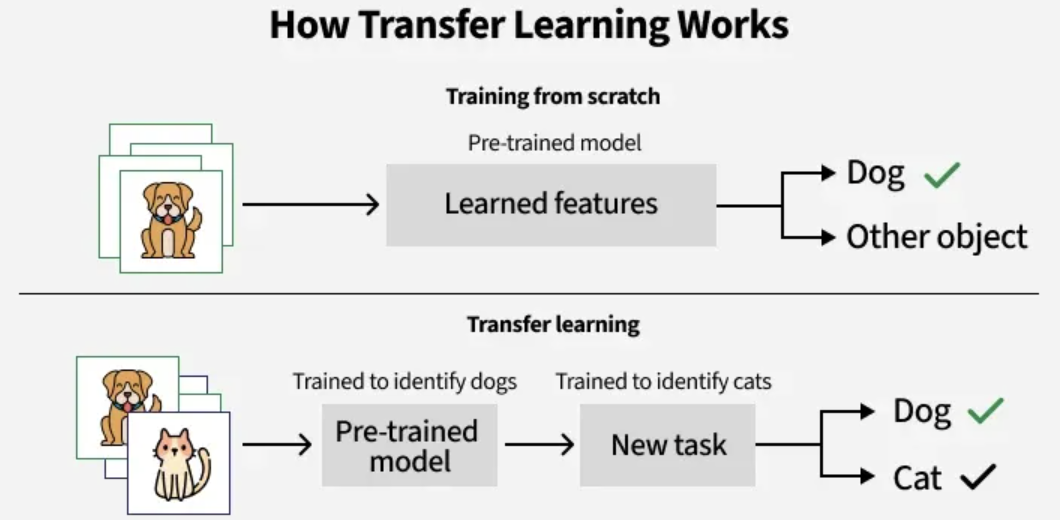 How Transfer Learning Works
Training from scratch
Pre-trained model
Learned features
Dog
Other object
Transfer learning
Trained to identify dogs
Trained to identify cats
Pre-trained
model
New task
Dog
Cat